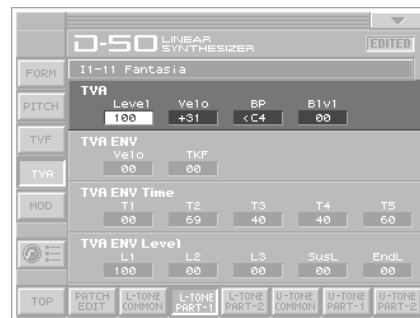 D-50 LINEAR SYNTHESIZER
EDITED
I1-11 Fantasia
FORM
PITCH
TVF
TVA
MOD
TOP
TVA
Level Velo BP Blvl
100 +31 <C4 00
TVA ENV
Velo TKF
00 00
TVA ENV Time
T1 T2 T3 T4 T5
00 69 40 40 60
TVA ENV Level
L1 L2 L3 SusL EndL
100 00 00 00 00
PATCH EDIT
L-TONE COMMON
L-TONE PART-1
L-TONE PART-2
U-TONE COMMON
U-TONE PART-1
U-TONE PART-2